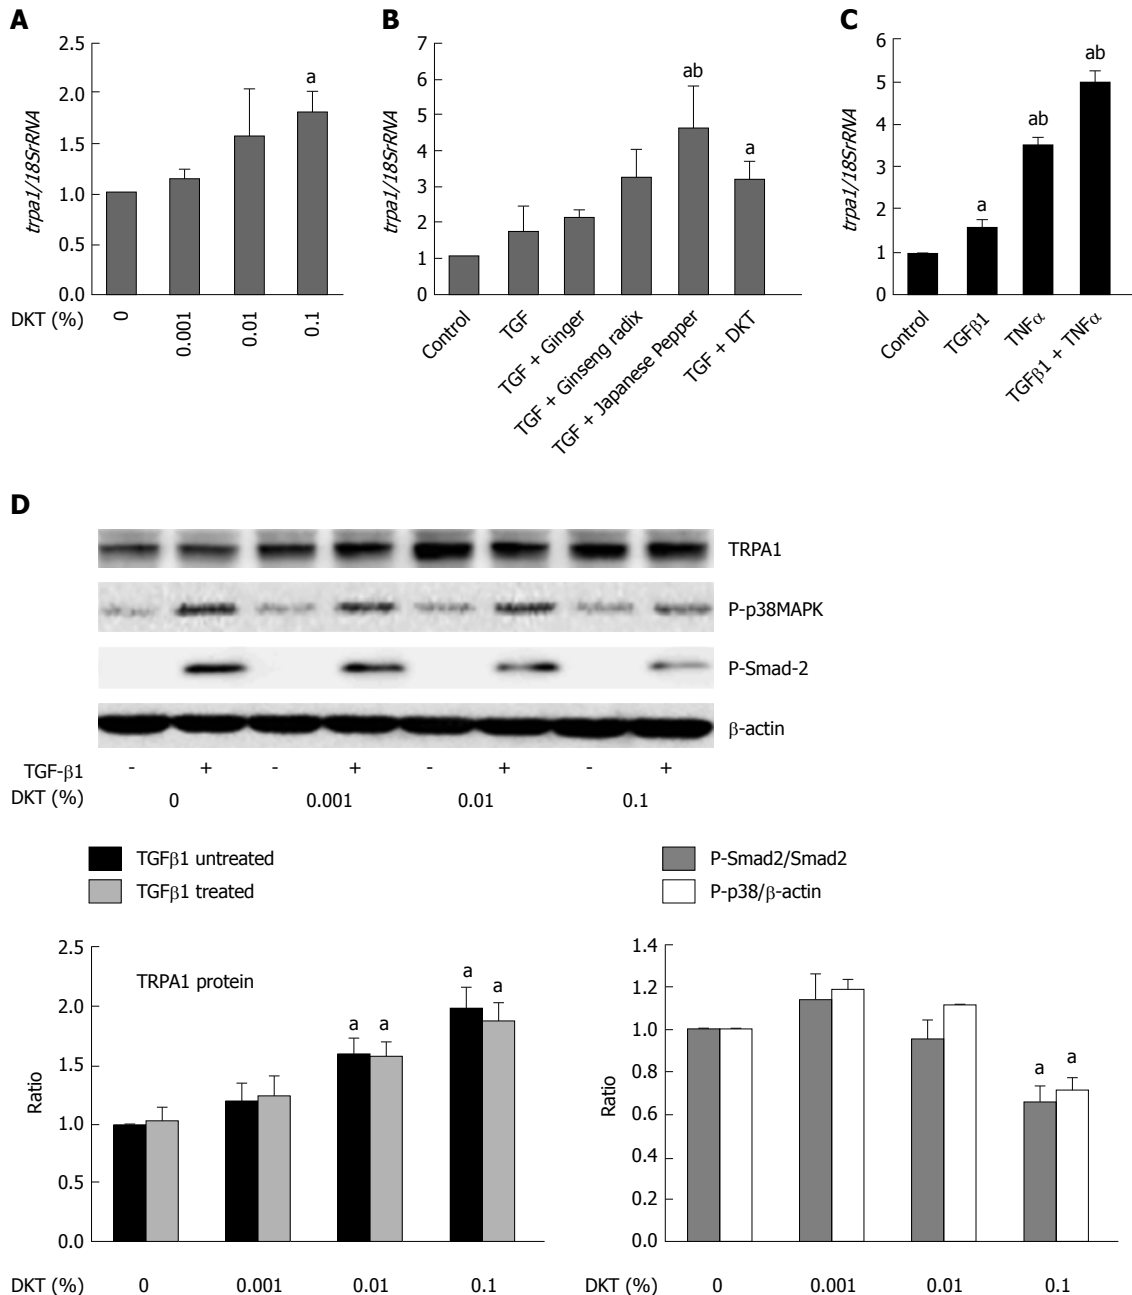 A
B
C
2.5
2.0
1.5
1.0
0.5
0.0
trpa1/18SrRNA
a
DKT (%)
0
0.001
0.01
0.1
7
6
5
4
3
2
1
0
trpa1/18SrRNA
ab
a
Control
TGF
TGF + Ginger
TGF + Ginseng radix
TGF + Japanese Pepper
TGF + DKT
6
5
4
3
2
1
0
trpa1/18SrRNA
a
ab
ab
Control
TGFβ1
TNFα
TGFβ1 + TNFα
D
TRPA1
P-p38MAPK
P-Smad-2
β-actin
TGF-β1 - + - + - + - +
DKT (%) 0 0.001 0.01 0.1
TGFβ1 untreated
TGFβ1 treated
2.5
2.0
1.5
1.0
0.5
0.0
Ratio
TRPA1 protein
a a
a a
DKT (%) 0 0.001 0.01 0.1
P-Smad2/Smad2
P-p38/β-actin
1.4
1.2
1.0
0.8
0.6
0.4
0.2
0.0
Ratio
a a
DKT (%) 0 0.001 0.01 0.1